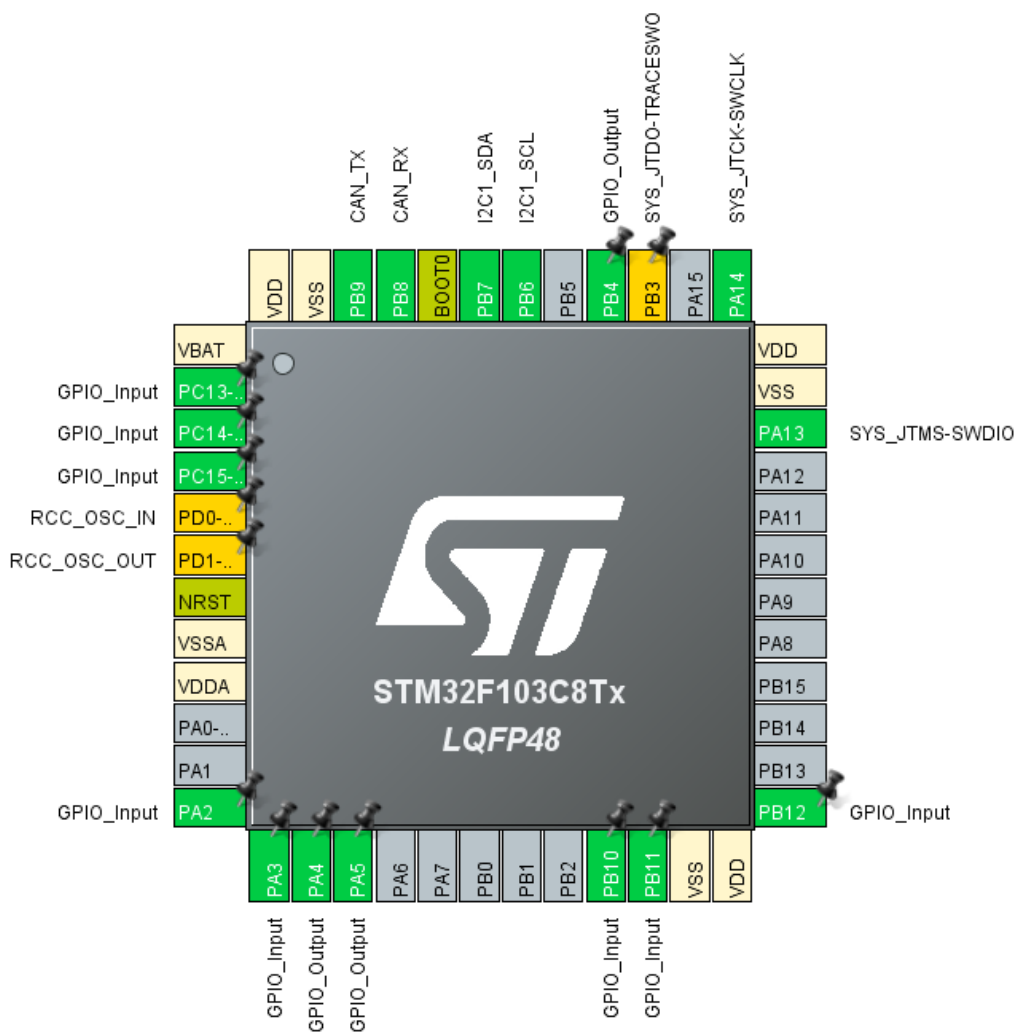 CAN_TX
CAN_RX
I2C1_SDA
I2C1_SCL
GPIO_Output
SYS_JTDO-TRACESWO
SYS_JTCK-SWCLK
VDD
VSS
PB9
PB8
BOOT0
PB7
PB6
PB5
PB4
PB3
PA15
PA14
VBAT
GPIO_Input PC13-..
GPIO_Input PC14-..
GPIO_Input PC15-..
RCC_OSC_IN PD0-..
RCC_OSC_OUT PD1-..
NRST
VSSA
VDDA
PA0-..
PA1
GPIO_Input PA2
ST
STM32F103C8Tx
LQFP48
VDD
VSS
PA13 SYS_JTMS-SWDIO
PA12
PA11
PA10
PA9
PA8
PB15
PB14
PB13
PB12 GPIO_Input
PA3
PA4
PA5
PA6
PA7
PB0
PB1
PB2
PB10
PB11
VSS
VDD
GPIO_Input
GPIO_Output
GPIO_Output
GPIO_Input
GPIO_Input